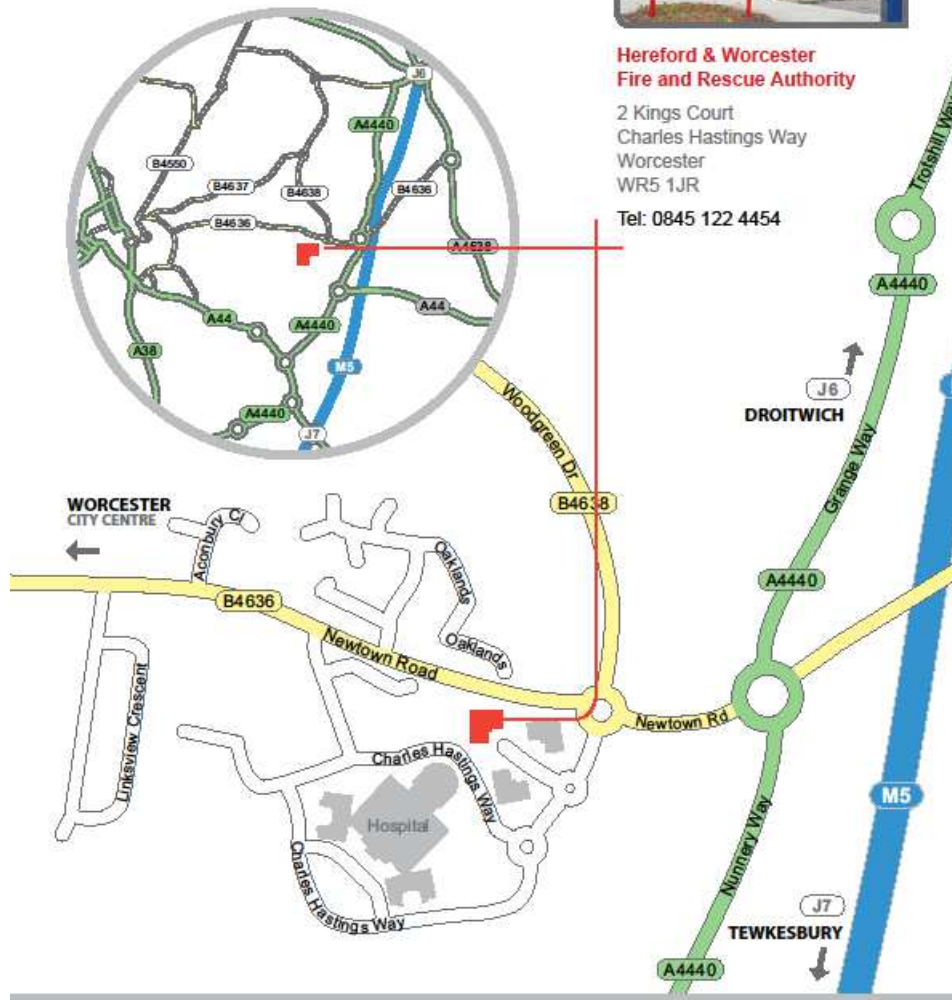 Hereford & Worcester
Fire and Rescue Authority
2 Kings Court
Charles Hastings Way
Worcester
WR5 1JR
Tel: 0845 122 4454
J6
A4440
B4550
B4637
B4638
B4636
B4636
A4538
A44
A4440
A44
A38
M5
A4440
J7
Trotshill Way
A4440
J6
DROITWICH
Grange Way
Woodgreen Dr
B4638
WORCESTER
CITY CENTRE
Aconbury Cl
Oaklands
Oaklands
A4440
B4636
Newtown Road
Newtown Rd
Linksview Crescent
Charles Hastings Way
Hospital
Charles Hastings Way
M5
Nunnery Way
J7
TEWKESBURY
A4440